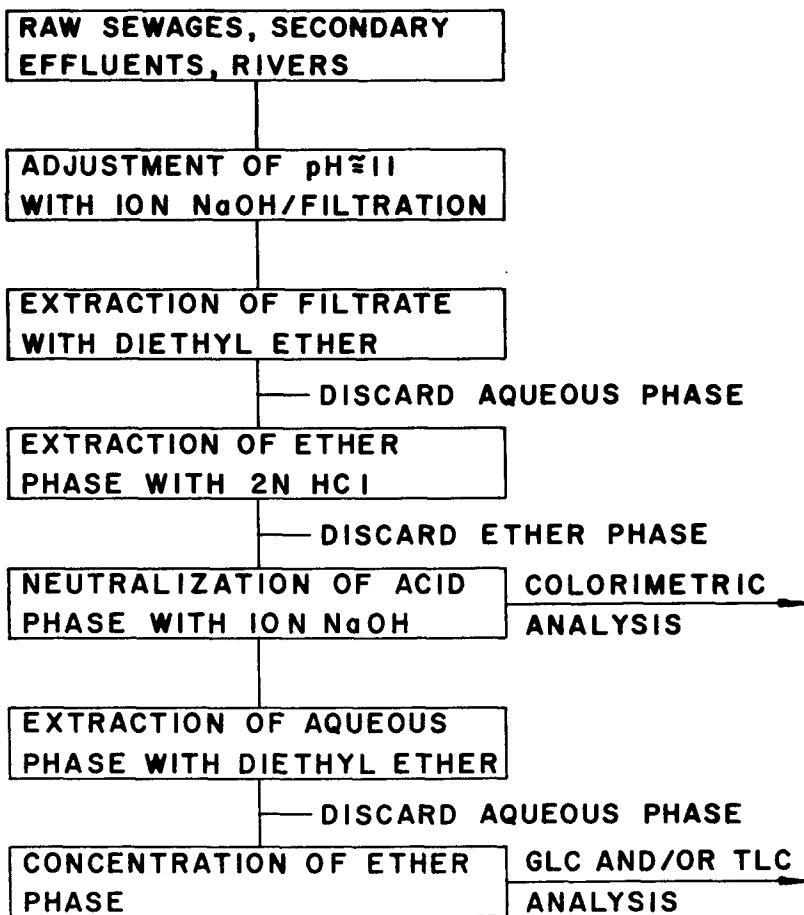 RAW SEWAGES, SECONDARY
EFFLUENTS, RIVERS
ADJUSTMENT OF pH≅11
WITH 10N NaOH/FILTRATION
EXTRACTION OF FILTRATE
WITH DIETHYL ETHER
DISCARD AQUEOUS PHASE
EXTRACTION OF ETHER
PHASE WITH 2N HCl
DISCARD ETHER PHASE
NEUTRALIZATION OF ACID
PHASE WITH 10N NaOH
COLORIMETRIC
ANALYSIS
EXTRACTION OF AQUEOUS
PHASE WITH DIETHYL ETHER
DISCARD AQUEOUS PHASE
CONCENTRATION OF ETHER
PHASE
GLC AND/OR TLC
ANALYSIS